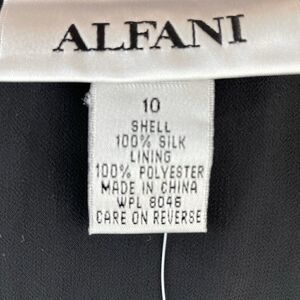 ALFANI
10
SHELL
100% SILK
LINING
100% POLYESTER
MADE IN CHINA
WPL 8046
CARE ON REVERSE